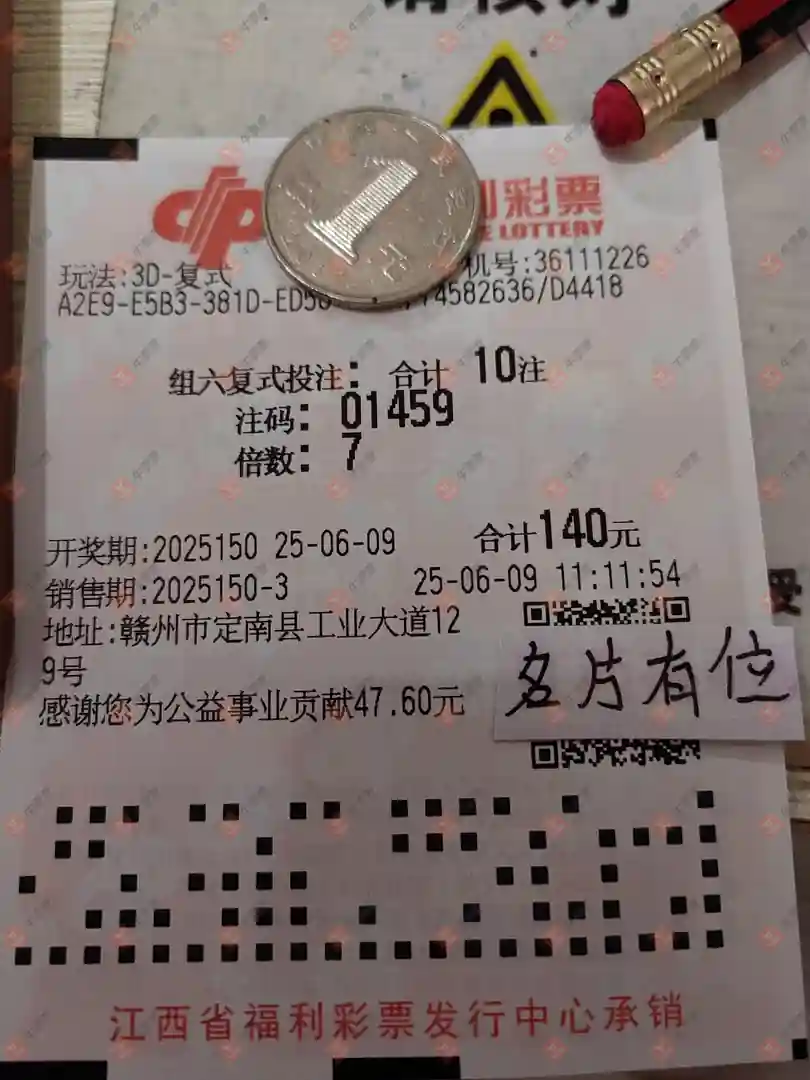 利彩票
LOTTERY
玩法:3D-复式
机号:36111226
A2E9-E5B3-381D-ED5
4582636/D4418
组六复式投注: 合计 10注
注码: 01459
倍数: 7
开奖期:2025150 25-06-09 合计140元
销售期:2025150-3 25-06-09 11:11:54
地址:赣州市定南县工业大道12
9号
感谢您为公益事业贡献47.60元
名片有位
江西省福利彩票发行中心承销